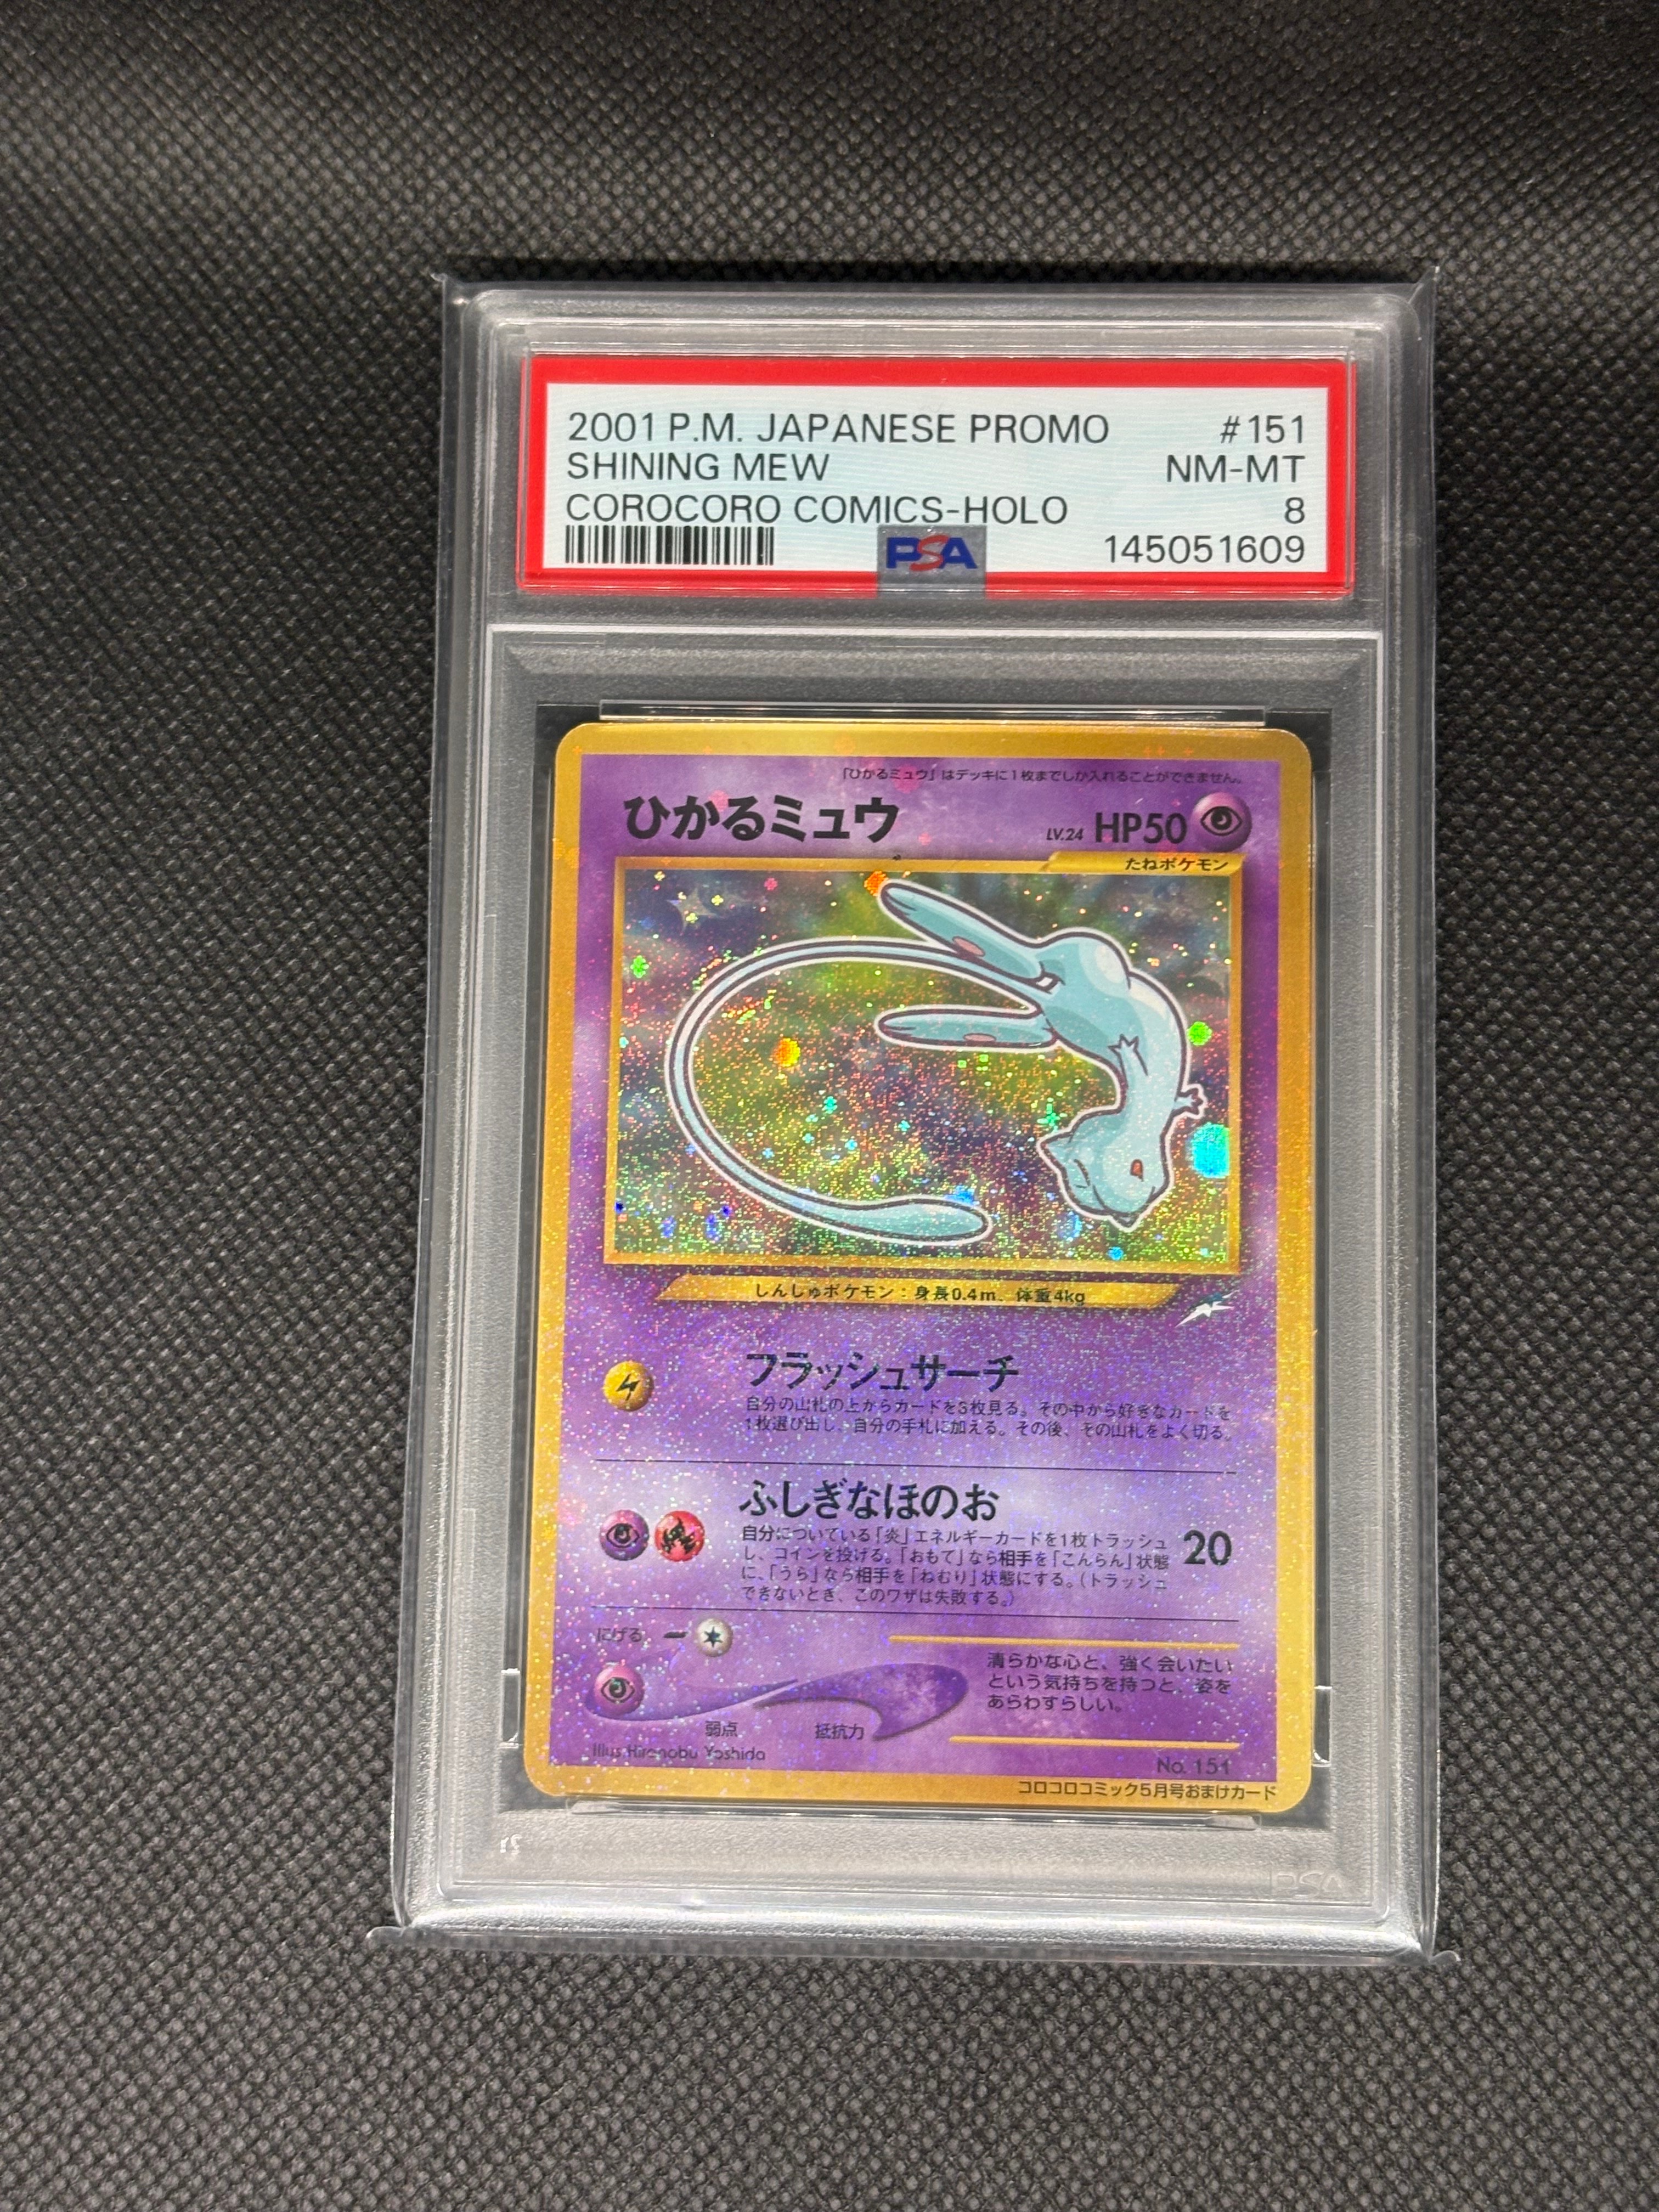 2001 P.M. JAPANESE PROMO #151
SHINING MEW NM-MT
COROCORO COMICS-HOLO 8
PSA 145051609
「ひかるミュウ」はデッキに1枚までしか入れることができません。
ひかるミュウ LV.24 HP50
たねポケモン
しんしゅポケモン：身長0.4m、体重4kg
フラッシュサーチ
自分の山札の上からカードを3枚見る。その中から好きなカードを
1枚選び出し、自分の手札に加える。その後、その山札をよく切る。
ふしぎなほのお 20
自分についている「炎」エネルギーカードを1枚トラッシュ
し、コインを投げる。「おもて」なら相手を「こんらん」状態
に、「うら」なら相手を「ねむり」状態にする。（トラッシュ
できないとき、このワザは失敗する。）
にげる
清らかな心と、強く会いたい
という気持ちを持つと、姿を
あらわすらしい。
弱点 抵抗力
Illus. Hironobu Yoshida
No. 151
コロコロコミック5月号おまけカード
PSA